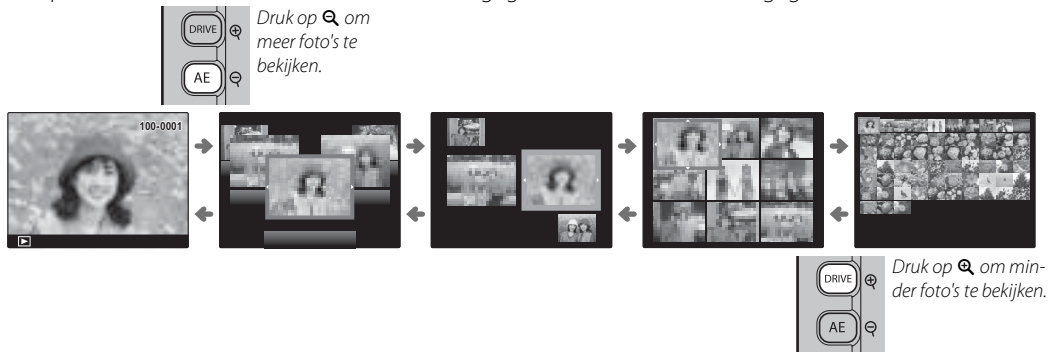 DRIVE
AE
Druk op om
meer foto's te
bekijken.
100-0001
DRIVE
AE
Druk op om min-
der foto's te bekijken.